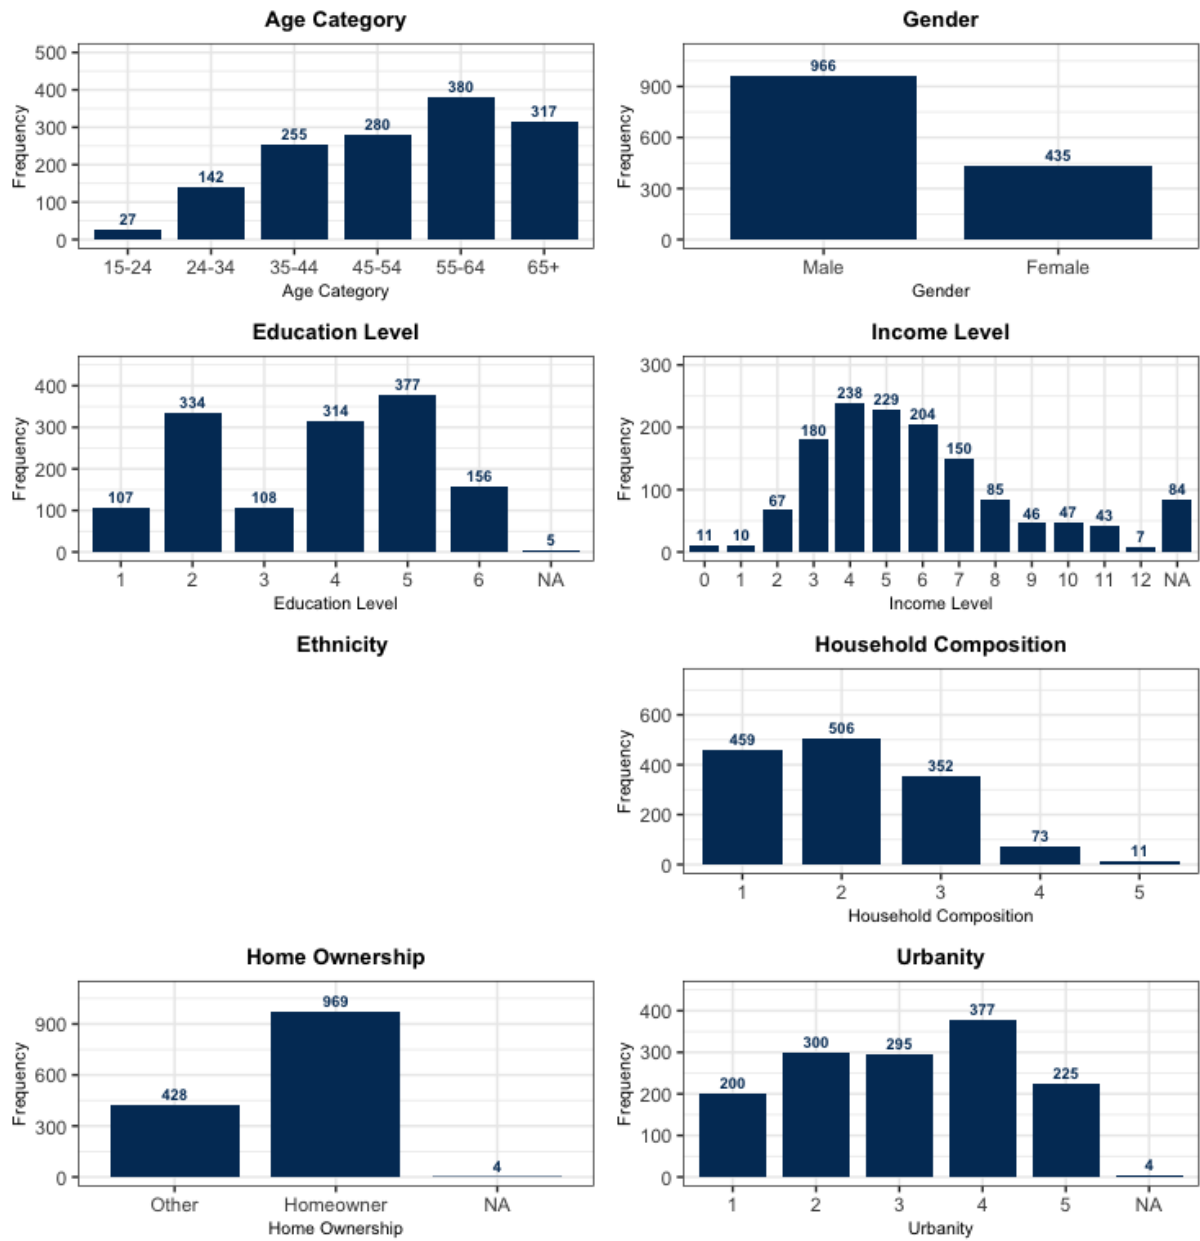 Age Category
Frequency
500
400
300
200
100
0
27
142
255
280
380
317
15-24 24-34 35-44 45-54 55-64 65+
Age Category
Gender
Frequency
900
600
300
0
966
435
Male Female
Gender
Education Level
Frequency
400
300
200
100
0
107
334
108
314
377
156
5
1 2 3 4 5 6 NA
Education Level
Income Level
Frequency
300
200
100
0
11
10
67
180
238
229
204
150
85
46
47
43
7
84
0 1 2 3 4 5 6 7 8 9 10 11 12 NA
Income Level
Ethnicity
Household Composition
Frequency
600
400
200
0
459
506
352
73
11
1 2 3 4 5
Household Composition
Home Ownership
Frequency
900
600
300
0
428
969
4
Other Homeowner NA
Home Ownership
Urbanity
Frequency
400
300
200
100
0
200
300
295
377
225
4
1 2 3 4 5 NA
Urbanity